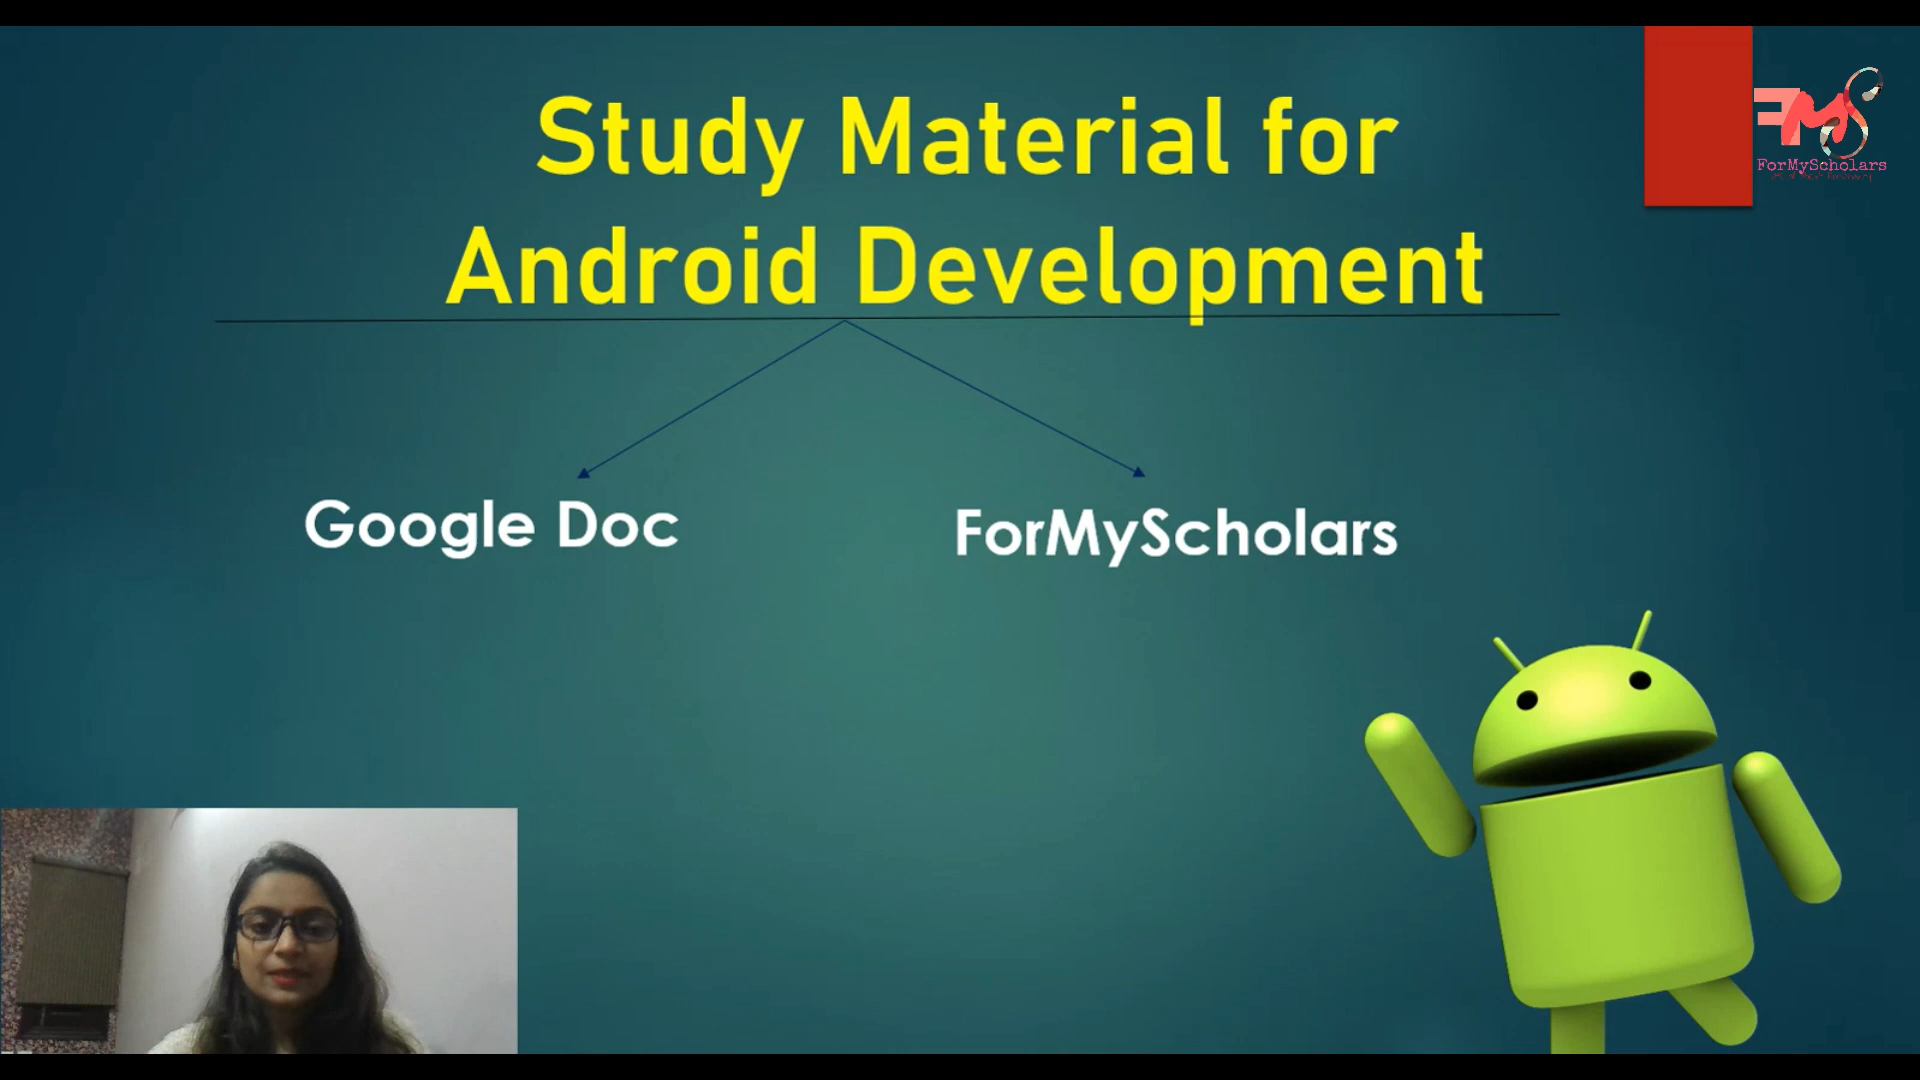 Study Material for
Android Development
FMS
ForMyScholars
Google Doc
ForMyScholars